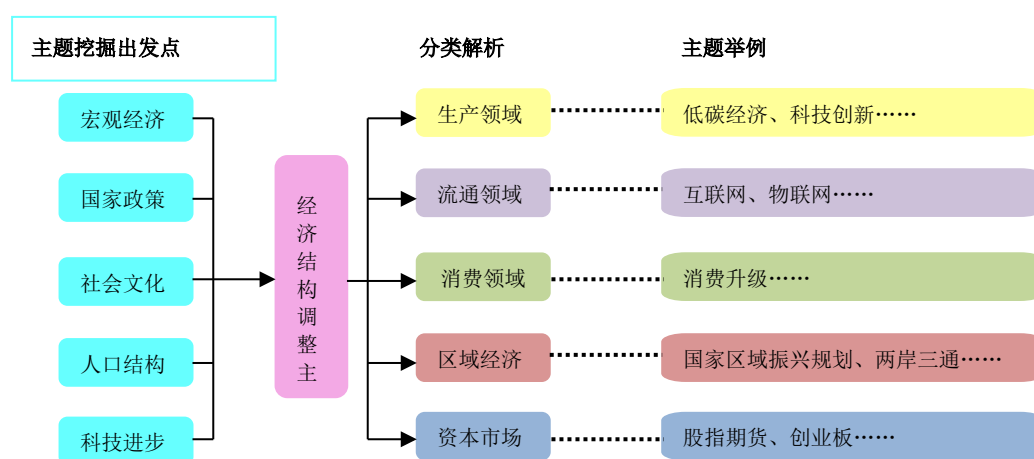 主题挖掘出发点
分类解析
主题举例
宏观经济
国家政策
社会文化
人口结构
科技进步
经济结构调整主
生产领域
低碳经济、科技创新……
流通领域
互联网、物联网……
消费领域
消费升级……
区域经济
国家区域振兴规划、两岸三通……
资本市场
股指期货、创业板……